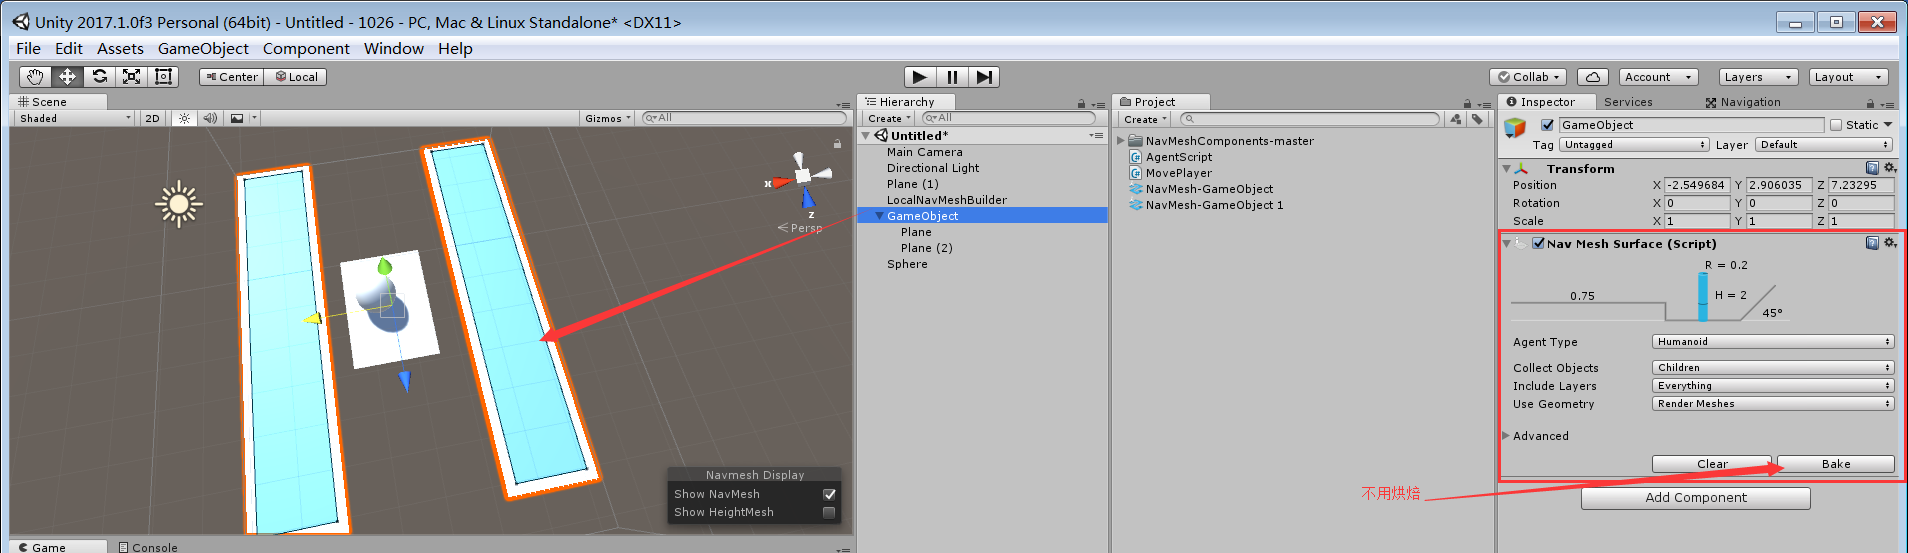 Unity 2017.1.0f3 Personal (64bit) - Untitled - 1026 - PC, Mac & Linux Standalone* <DX11>
File Edit Assets GameObject Component Window Help
Center Local
Collab Account Layers Layout
Scene
Shaded 2D Gizmos All
Persp
x
z
Navmesh Display
Show NavMesh
Show HeightMesh
Game Console
Hierarchy
Create All
Untitled*
Main Camera
Directional Light
Plane (1)
LocalNavMeshBuilder
GameObject
Plane
Plane (2)
Sphere
Project
Create
NavMeshComponents-master
AgentScript
MovePlayer
NavMesh-GameObject
NavMesh-GameObject 1
不用烘焙
Inspector Services Navigation
GameObject Static
Tag Untagged Layer Default
Transform
Position X -2.549684 Y 2.906035 Z 7.23295
Rotation X 0 Y 0 Z 0
Scale X 1 Y 1 Z 1
Nav Mesh Surface (Script)
R = 0.2
0.75
H = 2
45°
Agent Type Humanoid
Collect Objects Children
Include Layers Everything
Use Geometry Render Meshes
Advanced
Clear Bake
Add Component